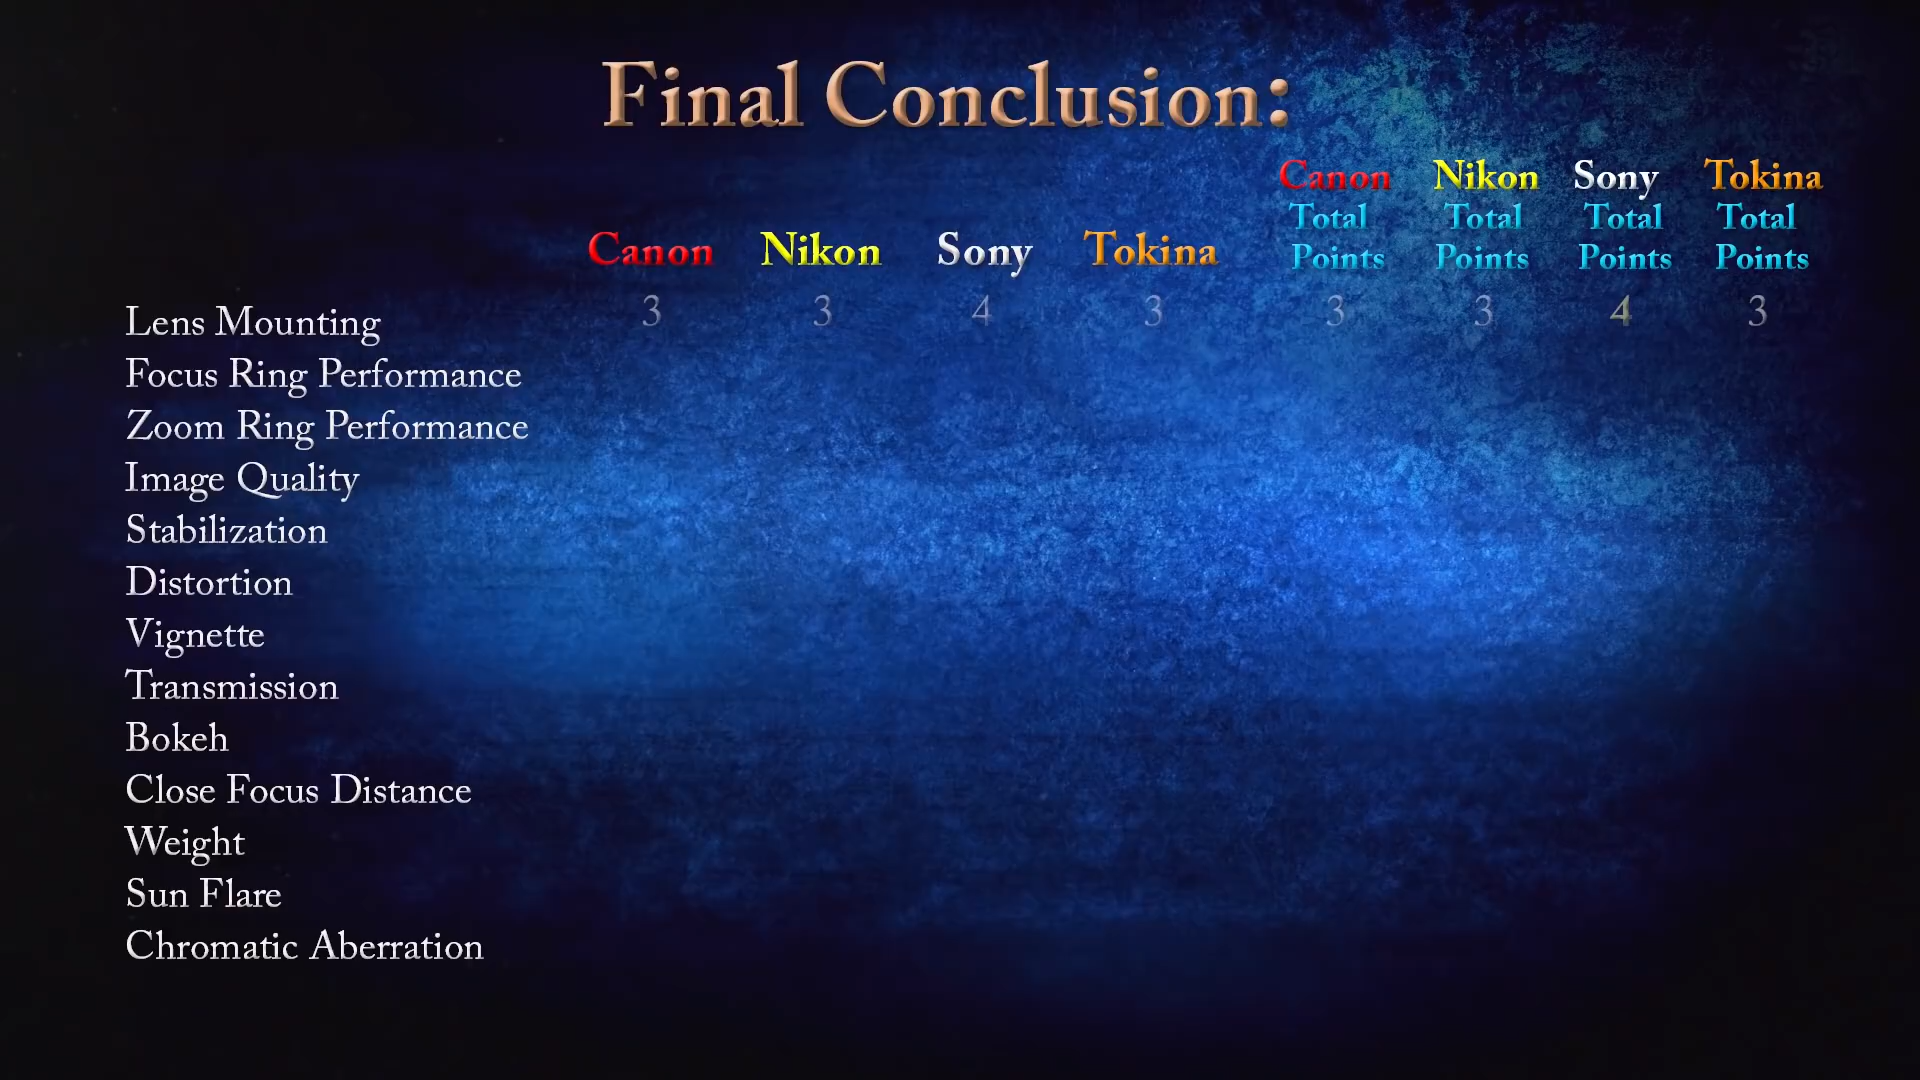 Final Conclusion:
Canon Nikon Sony Tokina
Total Total Total Total
Canon Nikon Sony Tokina Points Points Points Points
Lens Mounting 3 3 4 3 3 3 4 3
Focus Ring Performance
Zoom Ring Performance
Image Quality
Stabilization
Distortion
Vignette
Transmission
Bokeh
Close Focus Distance
Weight
Sun Flare
Chromatic Aberration